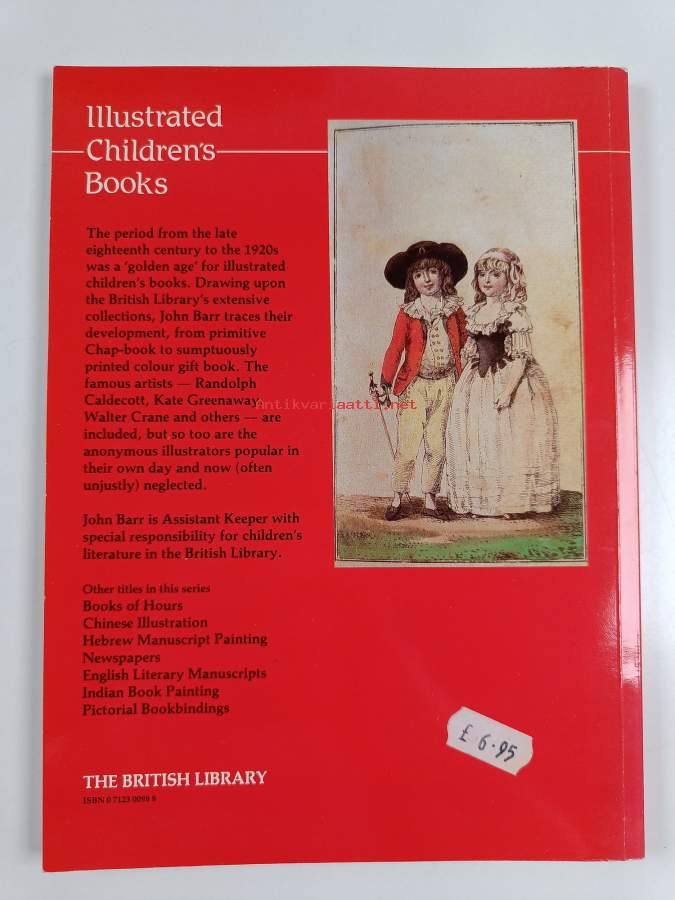 Illustrated
Children's
Books
The period from the late
eighteenth century to the 1920s
was a 'golden age' for illustrated
children's books. Drawing upon
the British Library's extensive
collections, John Barr traces their
development, from primitive
Chap-book to sumptuously
printed colour gift book. The
famous artists — Randolph
Caldecott, Kate Greenaway,
Walter Crane and others — are
included, but so too are the
anonymous illustrators popular in
their own day and now (often
unjustly) neglected.
John Barr is Assistant Keeper with
special responsibility for children's
literature in the British Library.
Other titles in this series
Books of Hours
Chinese Illustration
Hebrew Manuscript Painting
Newspapers
English Literary Manuscripts
Indian Book Painting
Pictorial Bookbindings
THE BRITISH LIBRARY
ISBN 0 7123 0098 8
Antikvariaatti.net
£ 6.95